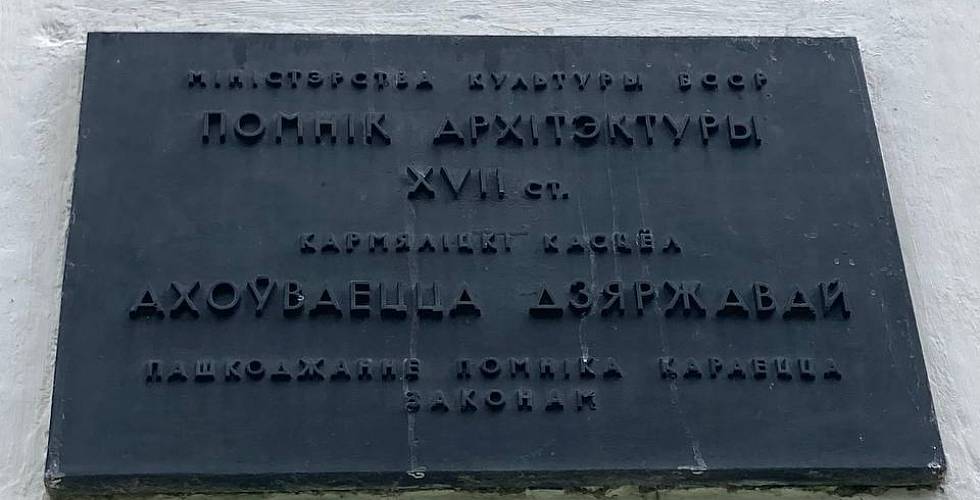 МІНІСТЭРСТВА КУЛЬТУРЫ БССР
ПОМНІК АРХІТЭКТУРЫ
XVII ст.
КАРМЯЛІЦКІ КАСЦЁЛ
АХОЎВАЕЦЦА ДЗЯРЖАВАЙ
ПАШКОДЖАННЕ ПОМНІКА КАРАЕЦЦА
ЗАКОНАМ